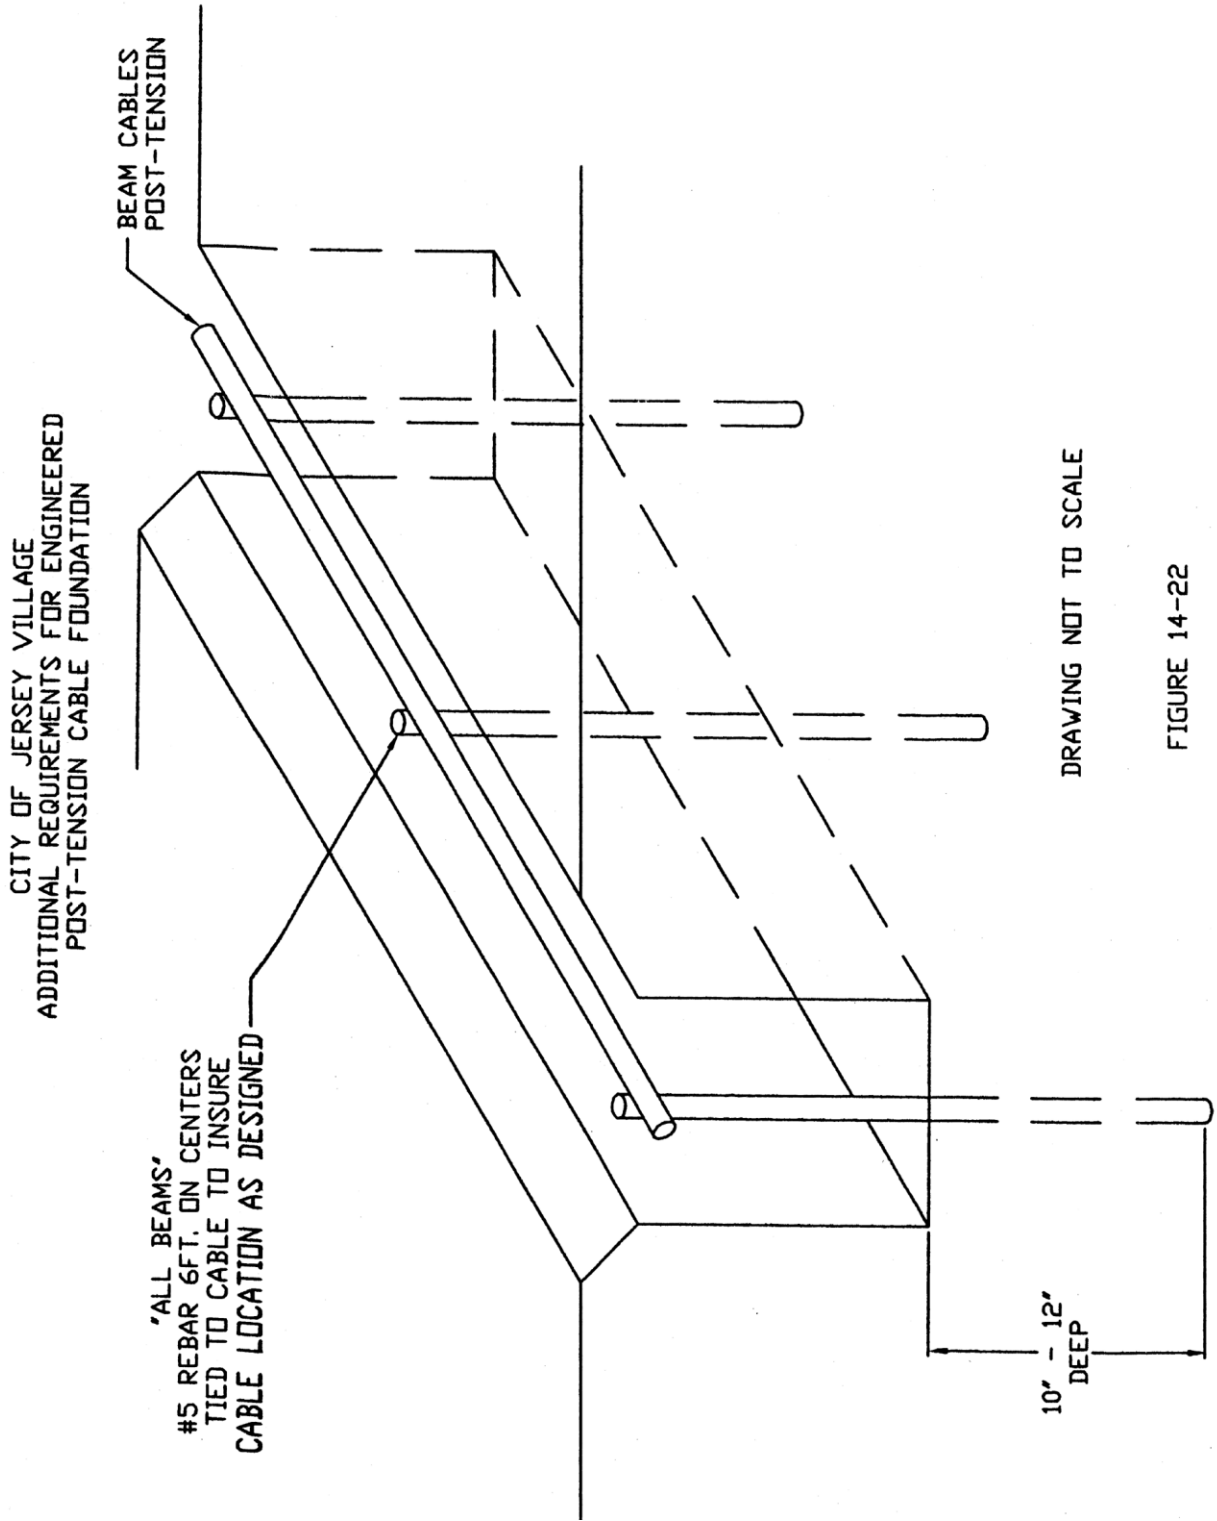 CITY OF JERSEY VILLAGE
ADDITIONAL REQUIREMENTS FOR ENGINEERED
POST-TENSION CABLE FOUNDATION
BEAM CABLES
POST-TENSION
"ALL BEAMS"
#5 REBAR 6FT. ON CENTERS
TIED TO CABLE TO INSURE
CABLE LOCATION AS DESIGNED
10" - 12"
DEEP
DRAWING NOT TO SCALE
FIGURE 14-22